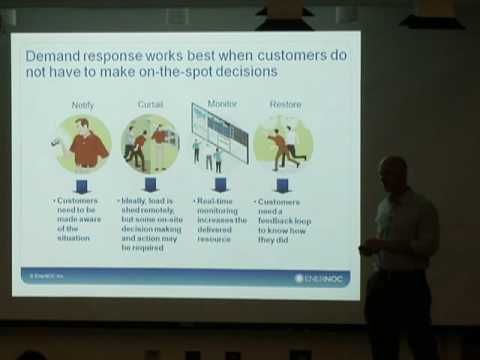 Demand response works best when customers do
not have to make on-the-spot decisions
Notify
Curtail
Monitor
Restore
• Customers
need to be
made aware
of the
situation
• Ideally, load is
shed remotely,
but some on-site
decision making
and action may
be required
• Real-time
monitoring
increases the
delivered
resource
• Customers
need a
feedback loop
to know how
they did
© EnerNOC Inc.
ENERNOC